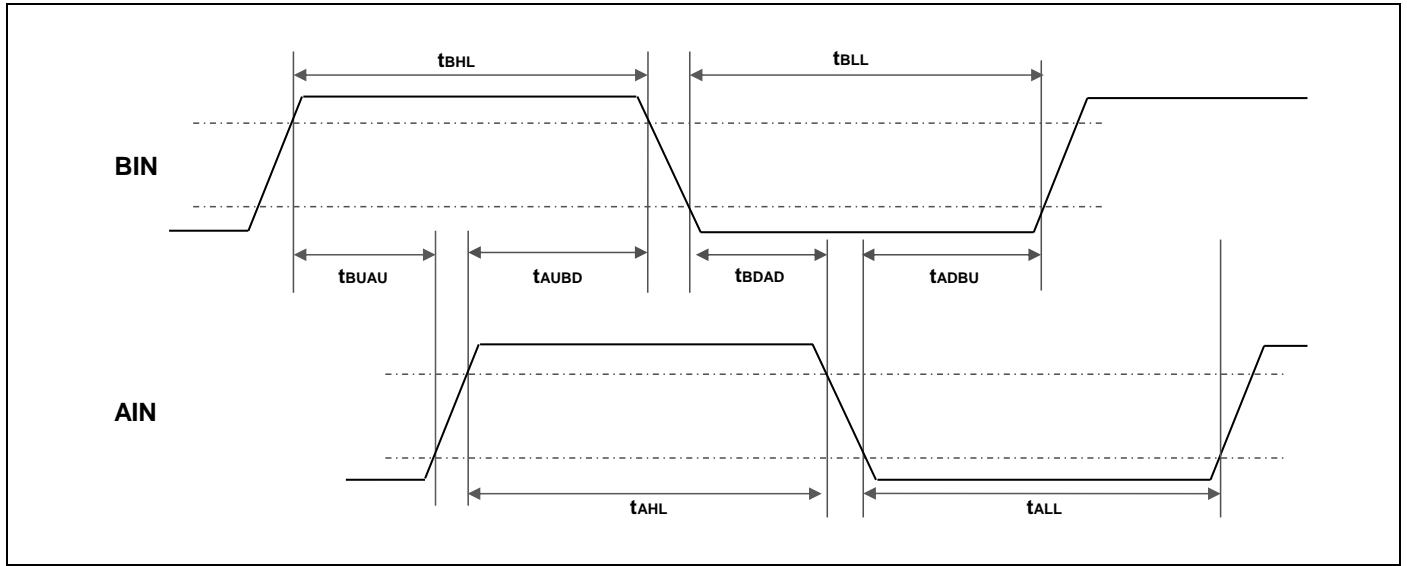 tBHL
tBLL
BIN
tBUAU
tAUBD
tBDAD
tADBU
AIN
tAHL
tALL